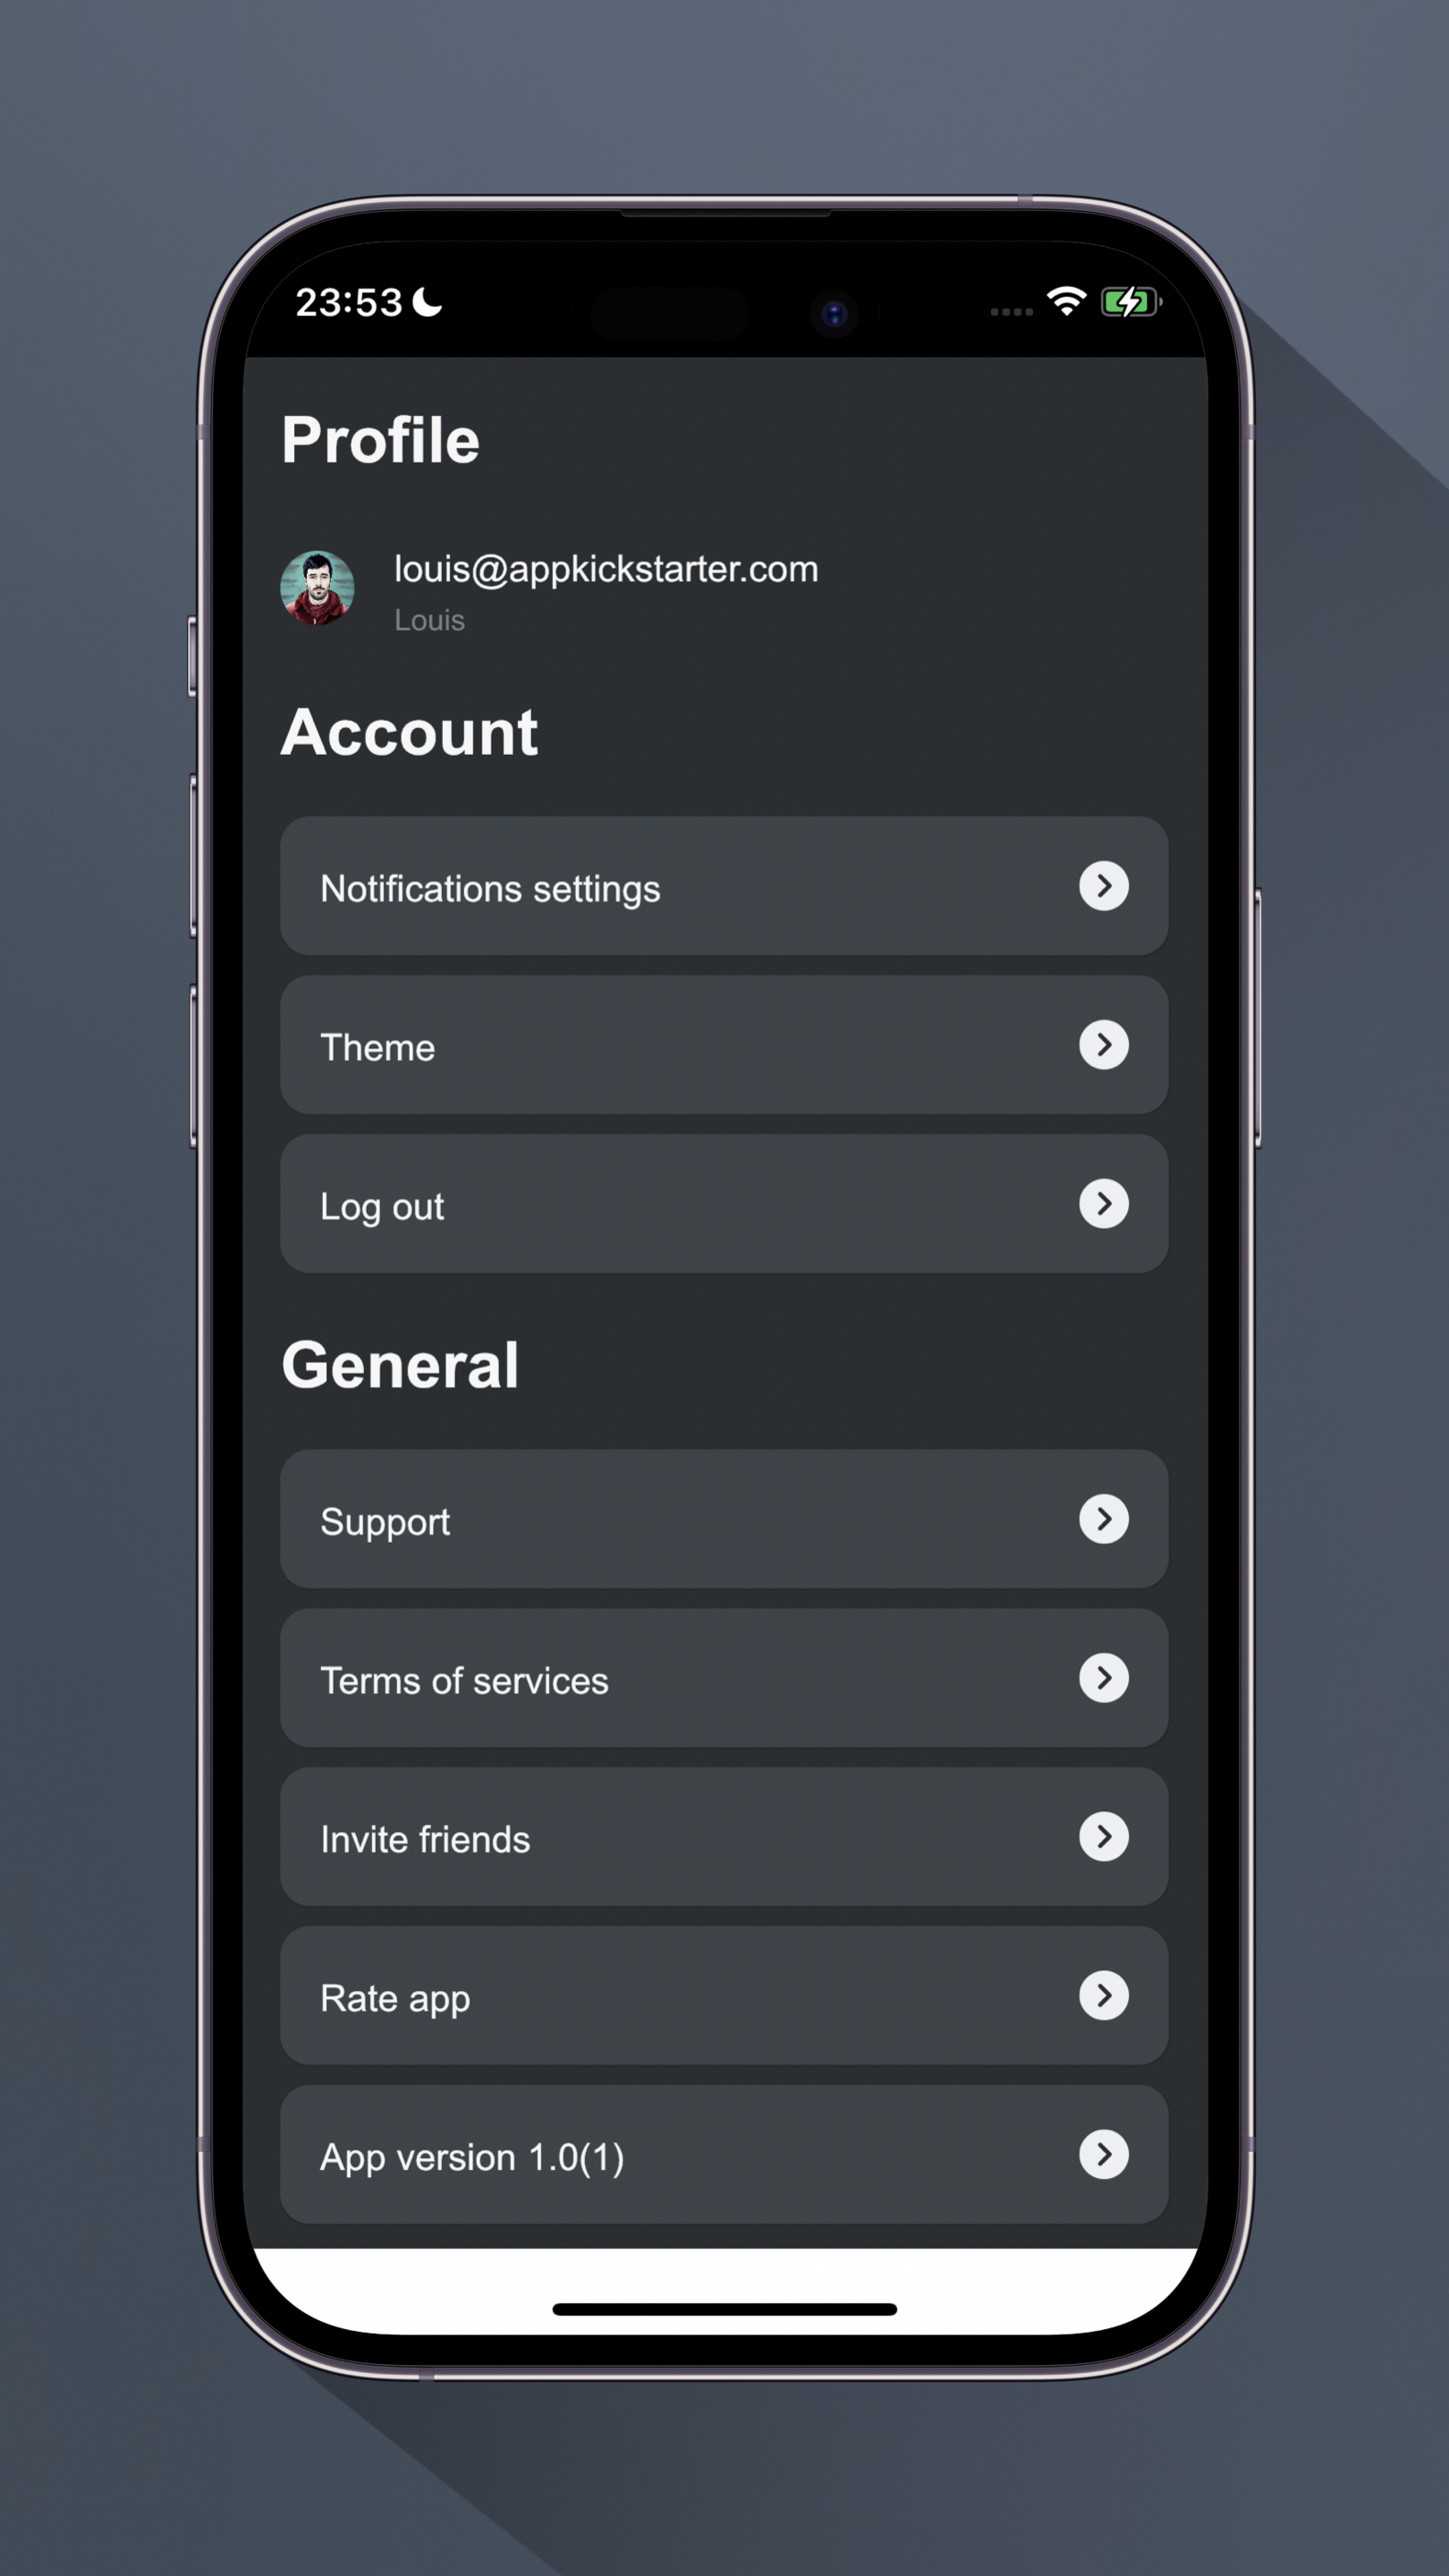 23:53
Profile
louis@appkickstarter.com
Louis
Account
Notifications settings
Theme
Log out
General
Support
Terms of services
Invite friends
Rate app
App version 1.0(1)